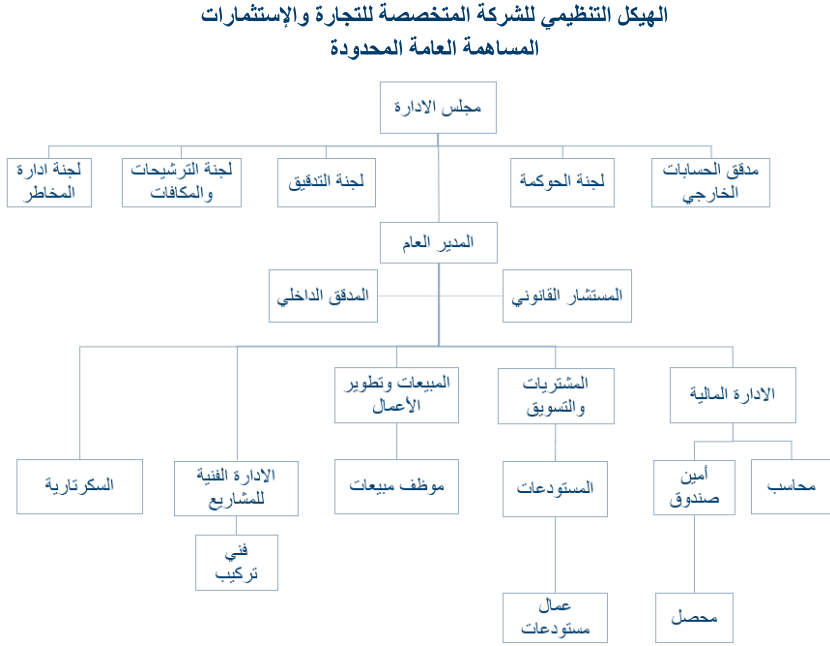 الهيكل التنظيمي للشركة المتخصصة للتجارة والإستثمارات
المساهمة العامة المحدودة
مجلس الادارة
مدقق الحسابات
الخارجي
لجنة الحوكمة
لجنة التدقيق
لجنة الترشيحات
والمكافات
لجنة ادارة
المخاطر
المدير العام
المستشار القانوني
المدقق الداخلي
الادارة المالية
المشتريات
والتسويق
المبيعات وتطوير
الأعمال
محاسب
أمين
صندوق
المستودعات
موظف مبيعات
الادارة الفنية
للمشاريع
السكرتارية
فني
تركيب
محصل
عمال
مستودعات